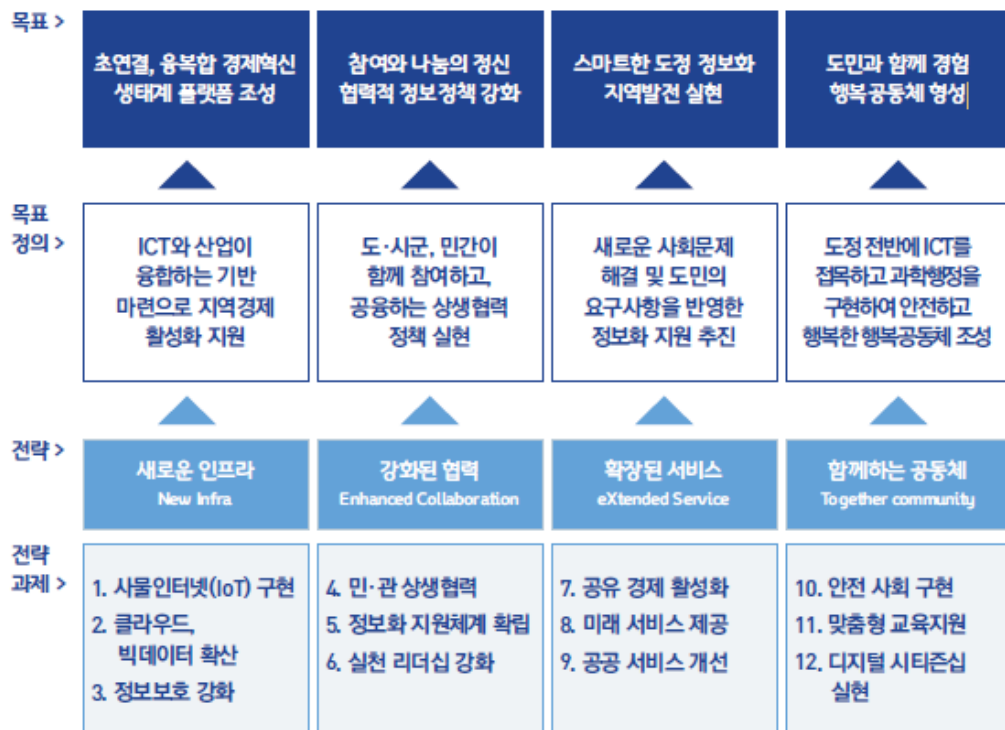 목표 >
초연결, 융복합 경제혁신
생태계 플랫폼 조성
참여와 나눔의 정신
협력적 정보정책 강화
스마트한 도정 정보화
지역발전 실현
도민과 함께 경험
행복공동체 형성
목표
정의 >
ICT와 산업이
융합하는 기반
마련으로 지역경제
활성화 지원
도·시군, 민간이
함께 참여하고,
공융하는 상생협력
정책 실현
새로운 사회문제
해결 및 도민의
요구사항을 반영한
정보화 지원 추진
도정 전반에 ICT를
접목하고 과학행정을
구현하여 안전하고
행복한 행복공동체 조성
전략 >
새로운 인프라
New Infra
강화된 협력
Enhanced Collaboration
확장된 서비스
eXtended Service
함께하는 공동체
Together community
전략
과제 >
1. 사물인터넷(IoT) 구현
2. 클라우드,
빅데이터 확산
3. 정보보호 강화
4. 민·관 상생협력
5. 정보화 지원체계 확립
6. 실천 리더십 강화
7. 공유 경제 활성화
8. 미래 서비스 제공
9. 공공 서비스 개선
10. 안전 사회 구현
11. 맞춤형 교육지원
12. 디지털 시티즌십
실현